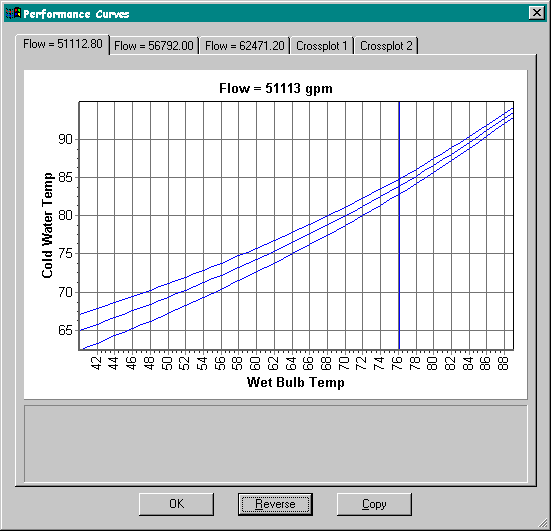 Performance Curves
Flow = 51112.80
Flow = 56792.00
Flow = 62471.20
Crossplot 1
Crossplot 2
Flow = 51113 gpm
Cold Water Temp
90
85
80
75
70
65
42 44 46 48 50 52 54 56 58 60 62 64 66 68 70 72 74 76 78 80 82 84 86 88
Wet Bulb Temp
OK
Reverse
Copy